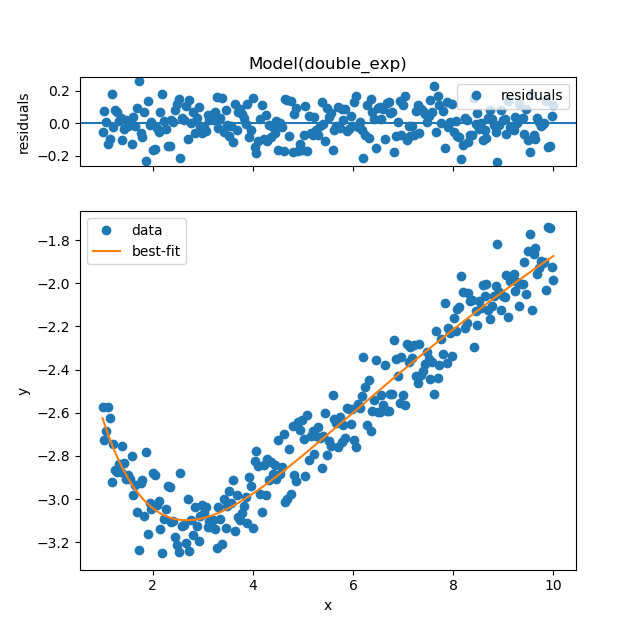 Model(double_exp)
residuals
0.2
0.0
−0.2
residuals
data
best-fit
y
−1.8
−2.0
−2.2
−2.4
−2.6
−2.8
−3.0
−3.2
2 4 6 8 10
x